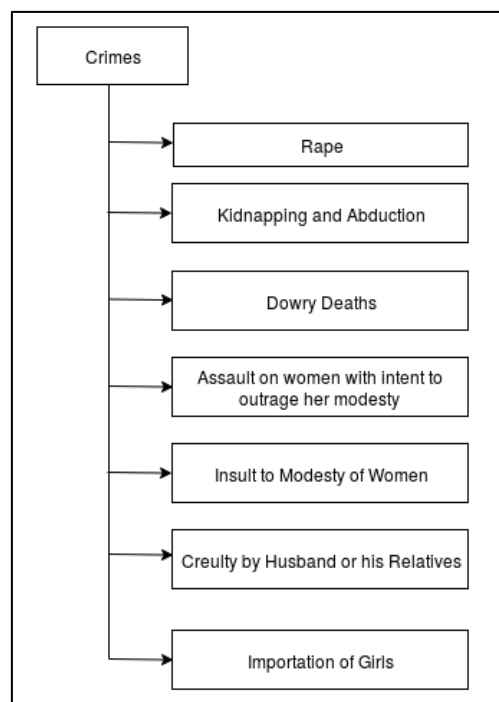 Crimes
Rape
Kidnapping and Abduction
Dowry Deaths
Assault on women with intent to
outrage her modesty
Insult to Modesty of Women
Creulty by Husband or his Relatives
Importation of Girls